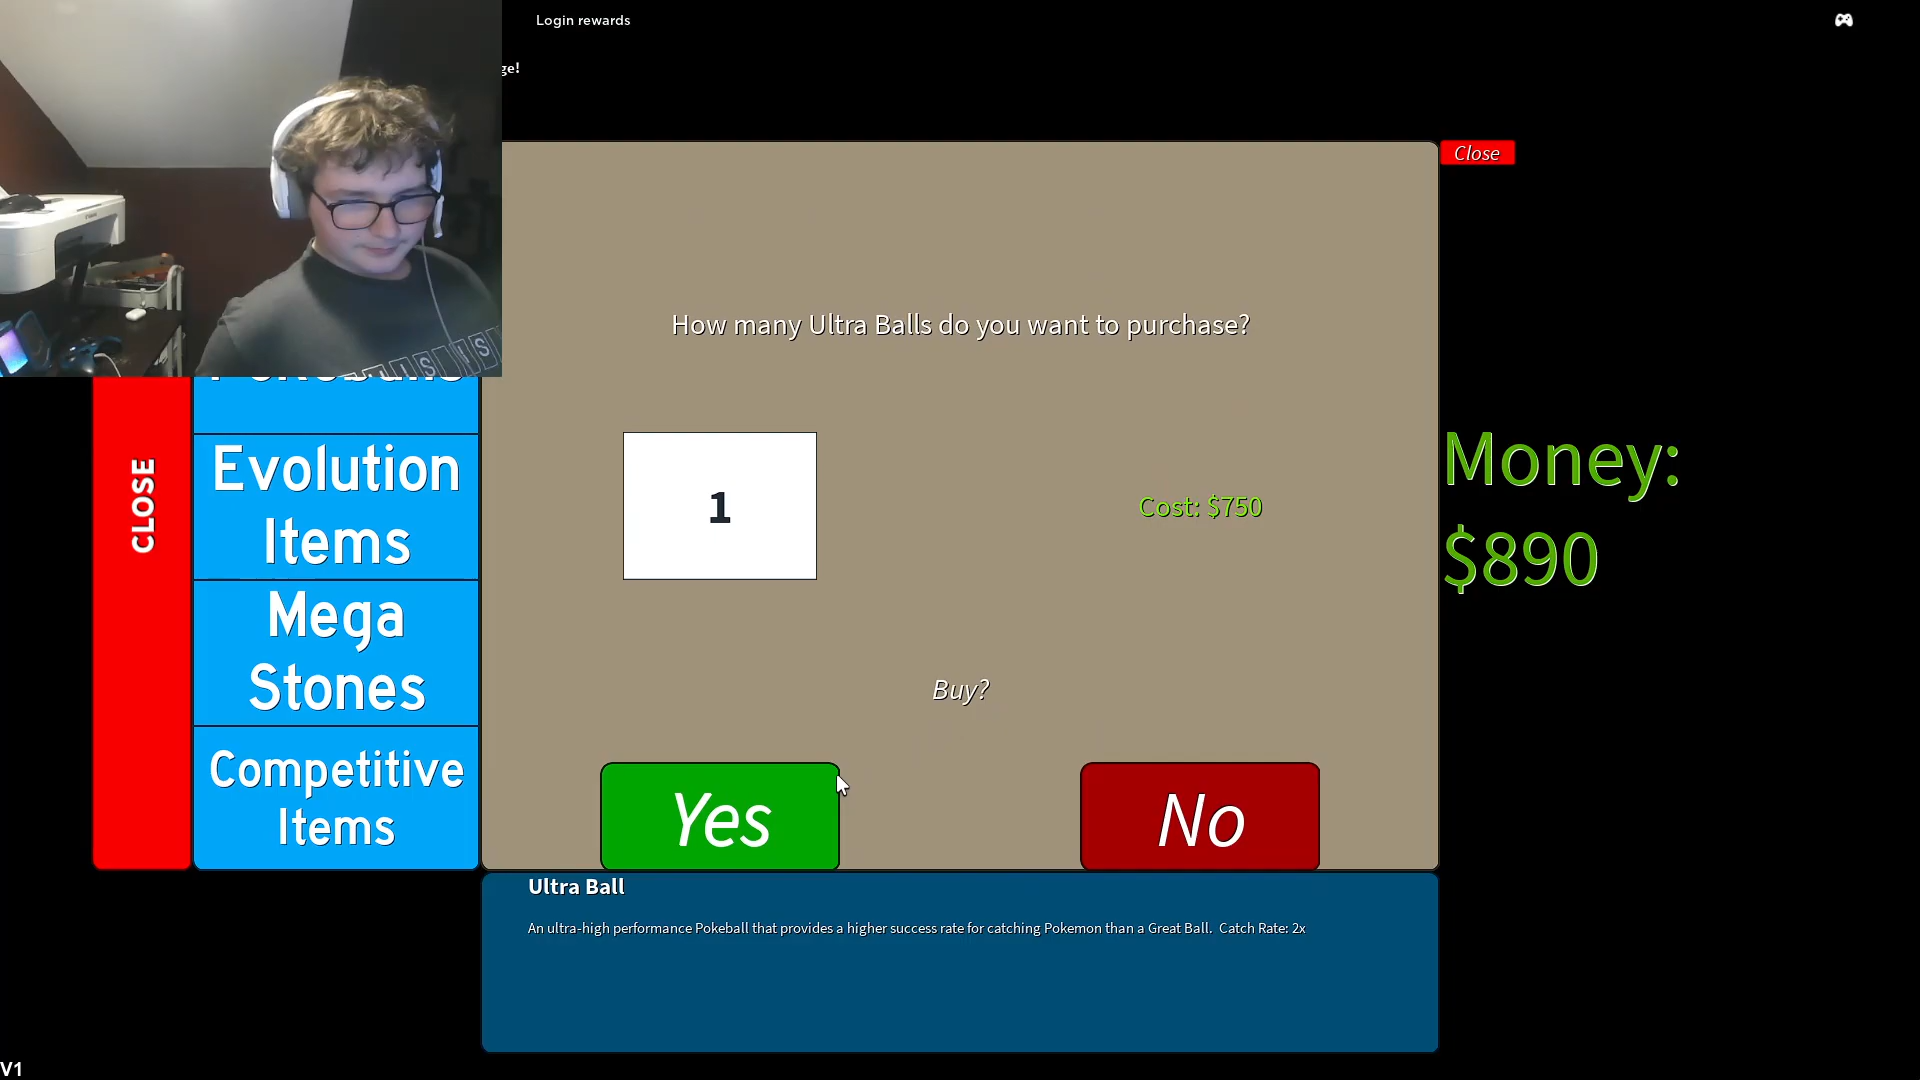 Login rewards
ge!
Close
How many Ultra Balls do you want to purchase?
CLOSE
Evolution
Items
1
Cost: $750
Money:
$890
Mega
Stones
Buy?
Competitive
Items
Yes
No
Ultra Ball
An ultra-high performance Pokeball that provides a higher success rate for catching Pokemon than a Great Ball.  Catch Rate: 2x
V1